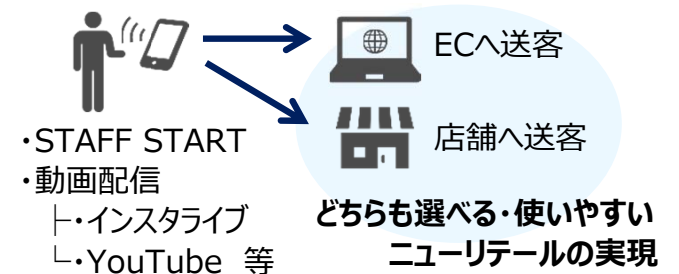 ECへ送客
店舗へ送客
・STAFF START
・動画配信
├・インスタライブ
└・YouTube 等
どちらも選べる・使いやすい
ニューリテールの実現